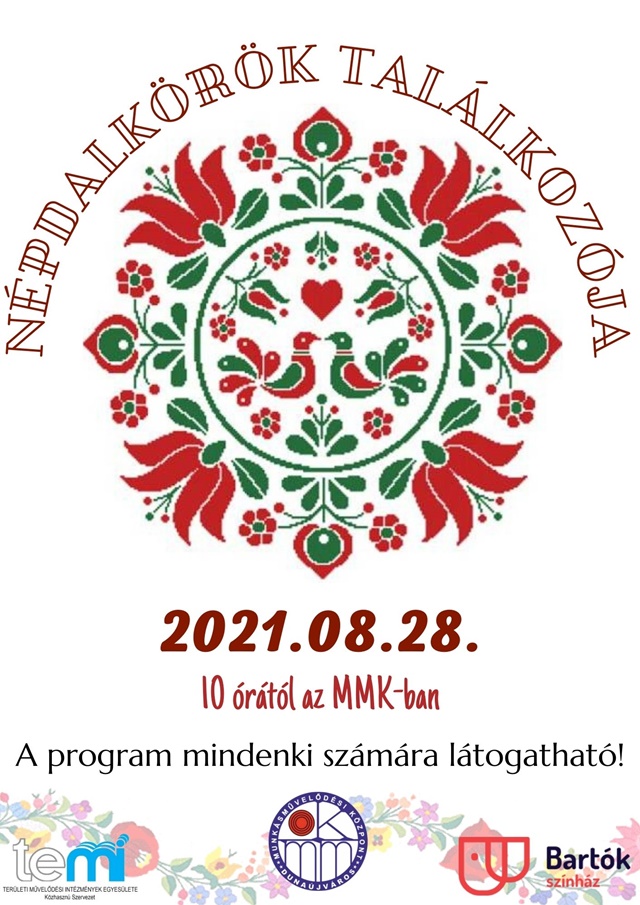 NÉPDALKÖRÖK TALÁLKOZÓJA
2021.08.28.
10 órától az MMK-ban
A program mindenki számára látogatható!
temi
TERÜLETI MŰVELŐDÉSI INTÉZMÉNYEK EGYESÜLETE
Közhasznú Szervezet
MUNKÁSMŰVELŐDÉSI KÖZPONT
DUNAÚJVÁROS
Bartók
színház